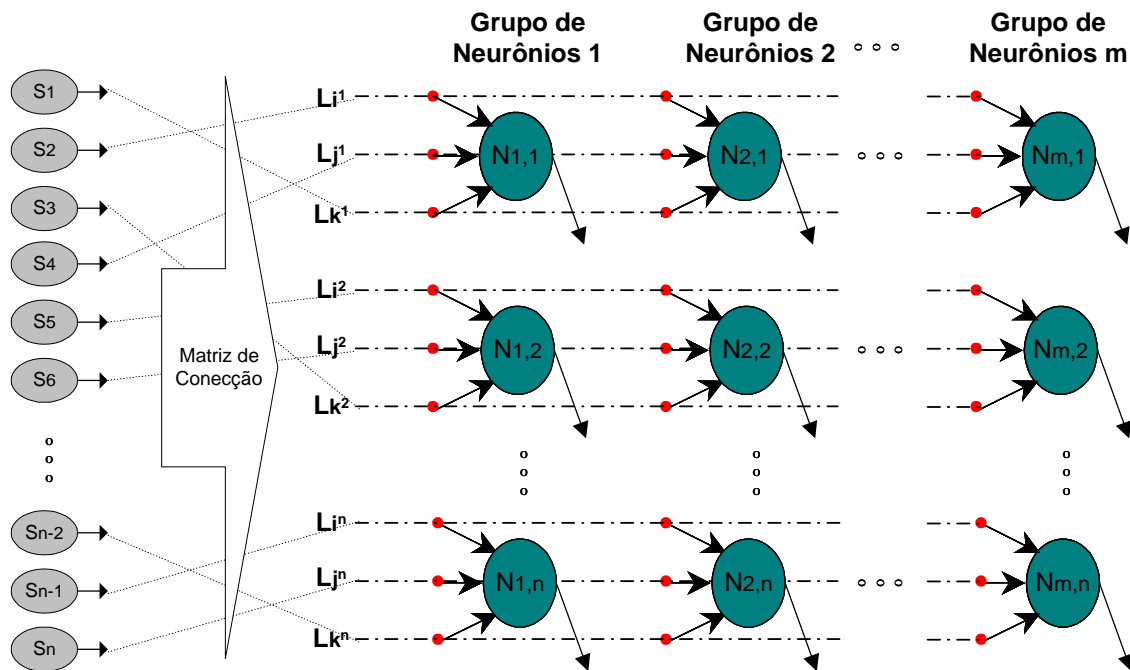 Grupo de
Neurônios 1
Grupo de
Neurônios 2
Grupo de
Neurônios m
S1
S2
S3
S4
S5
S6
Sn-2
Sn-1
Sn
Matriz de
Conecção
Li¹
Lj¹
Lk¹
N1,1
N2,1
Nm,1
Li²
Lj²
Lk²
N1,2
N2,2
Nm,2
Liⁿ
Ljⁿ
Lkⁿ
N1,n
N2,n
Nm,n